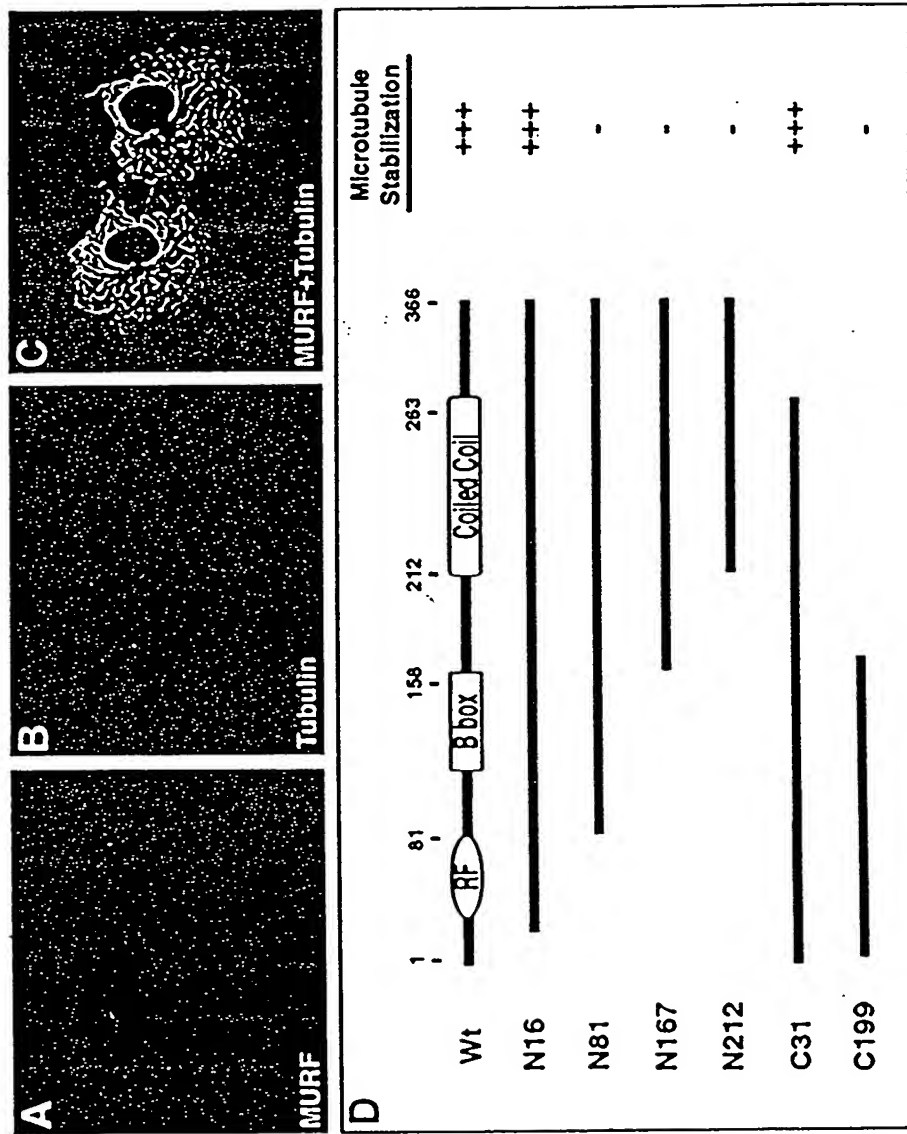 A
MURF
B
Tubulin
C
MURF+Tubulin
D
Microtubule
Stabilization
1 81 158 212 263 366
Wt RF B box Coiled Coil +++
N16 +++
N81 -
N167 -
N212 -
C31 +++
C199 -